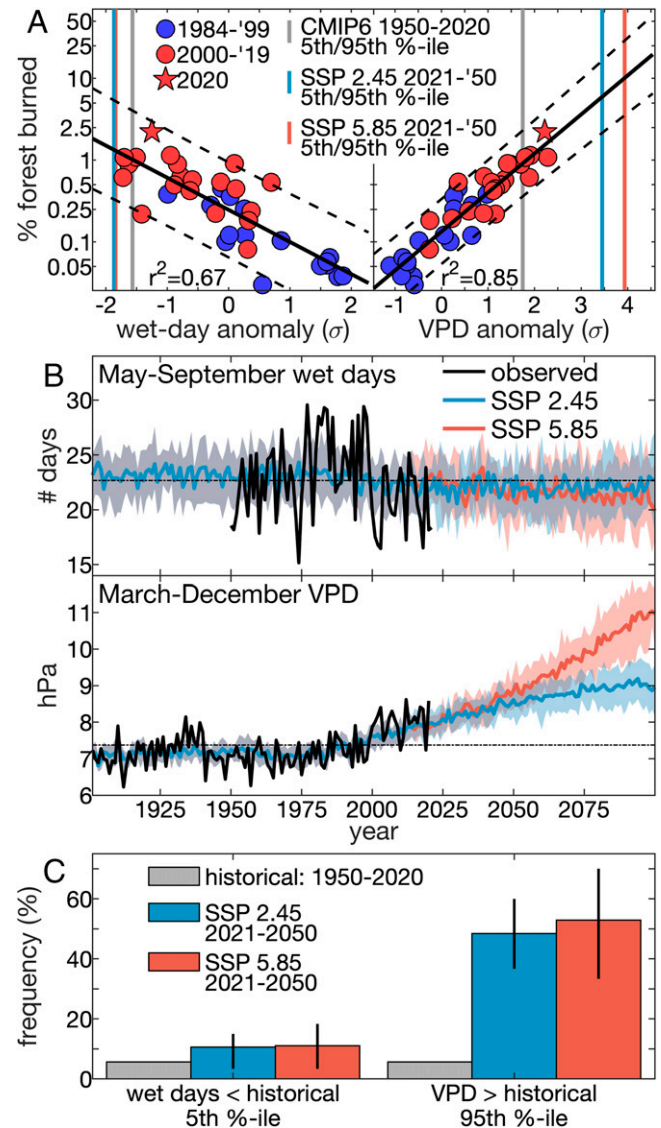 A
1984-'99
2000-'19
2020
CMIP6 1950-2020
5th/95th %-ile
SSP 2.45 2021-'50
5th/95th %-ile
SSP 5.85 2021-'50
5th/95th %-ile
% forest burned
50
25
10
5
2.5
1
0.5
0.25
0.1
0.05
r²=0.67
r²=0.85
-2 -1 0 1 2
-1 0 1 2 3 4
wet-day anomaly (σ)
VPD anomaly (σ)
B
May-September wet days
observed
SSP 2.45
SSP 5.85
# days
30
22
14
March-December VPD
hPa
11
10
9
8
7
6
1925 1950 1975 2000 2025 2050 2075
year
C
historical: 1950-2020
SSP 2.45
2021-2050
SSP 5.85
2021-2050
frequency (%)
60
40
20
0
wet days < historical
5th %-ile
VPD > historical
95th %-ile